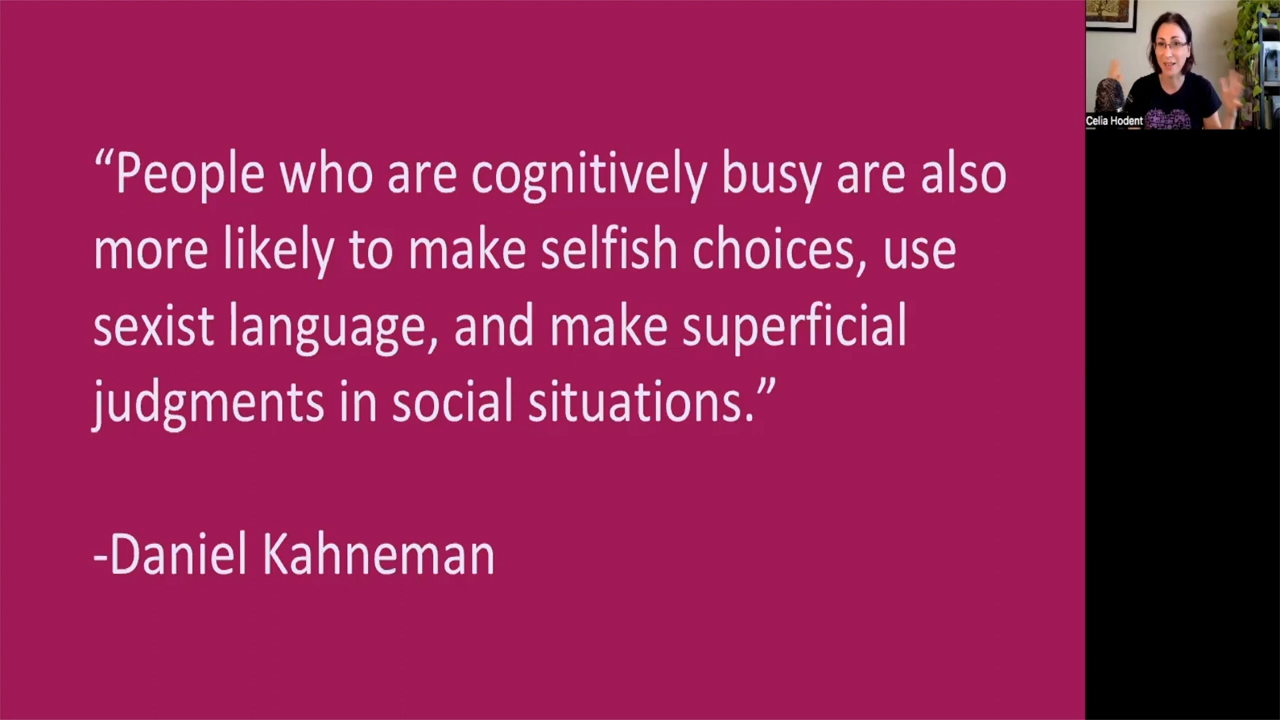 “People who are cognitively busy are also
more likely to make selfish choices, use
sexist language, and make superficial
judgments in social situations.”
-Daniel Kahneman
Celia Hodent